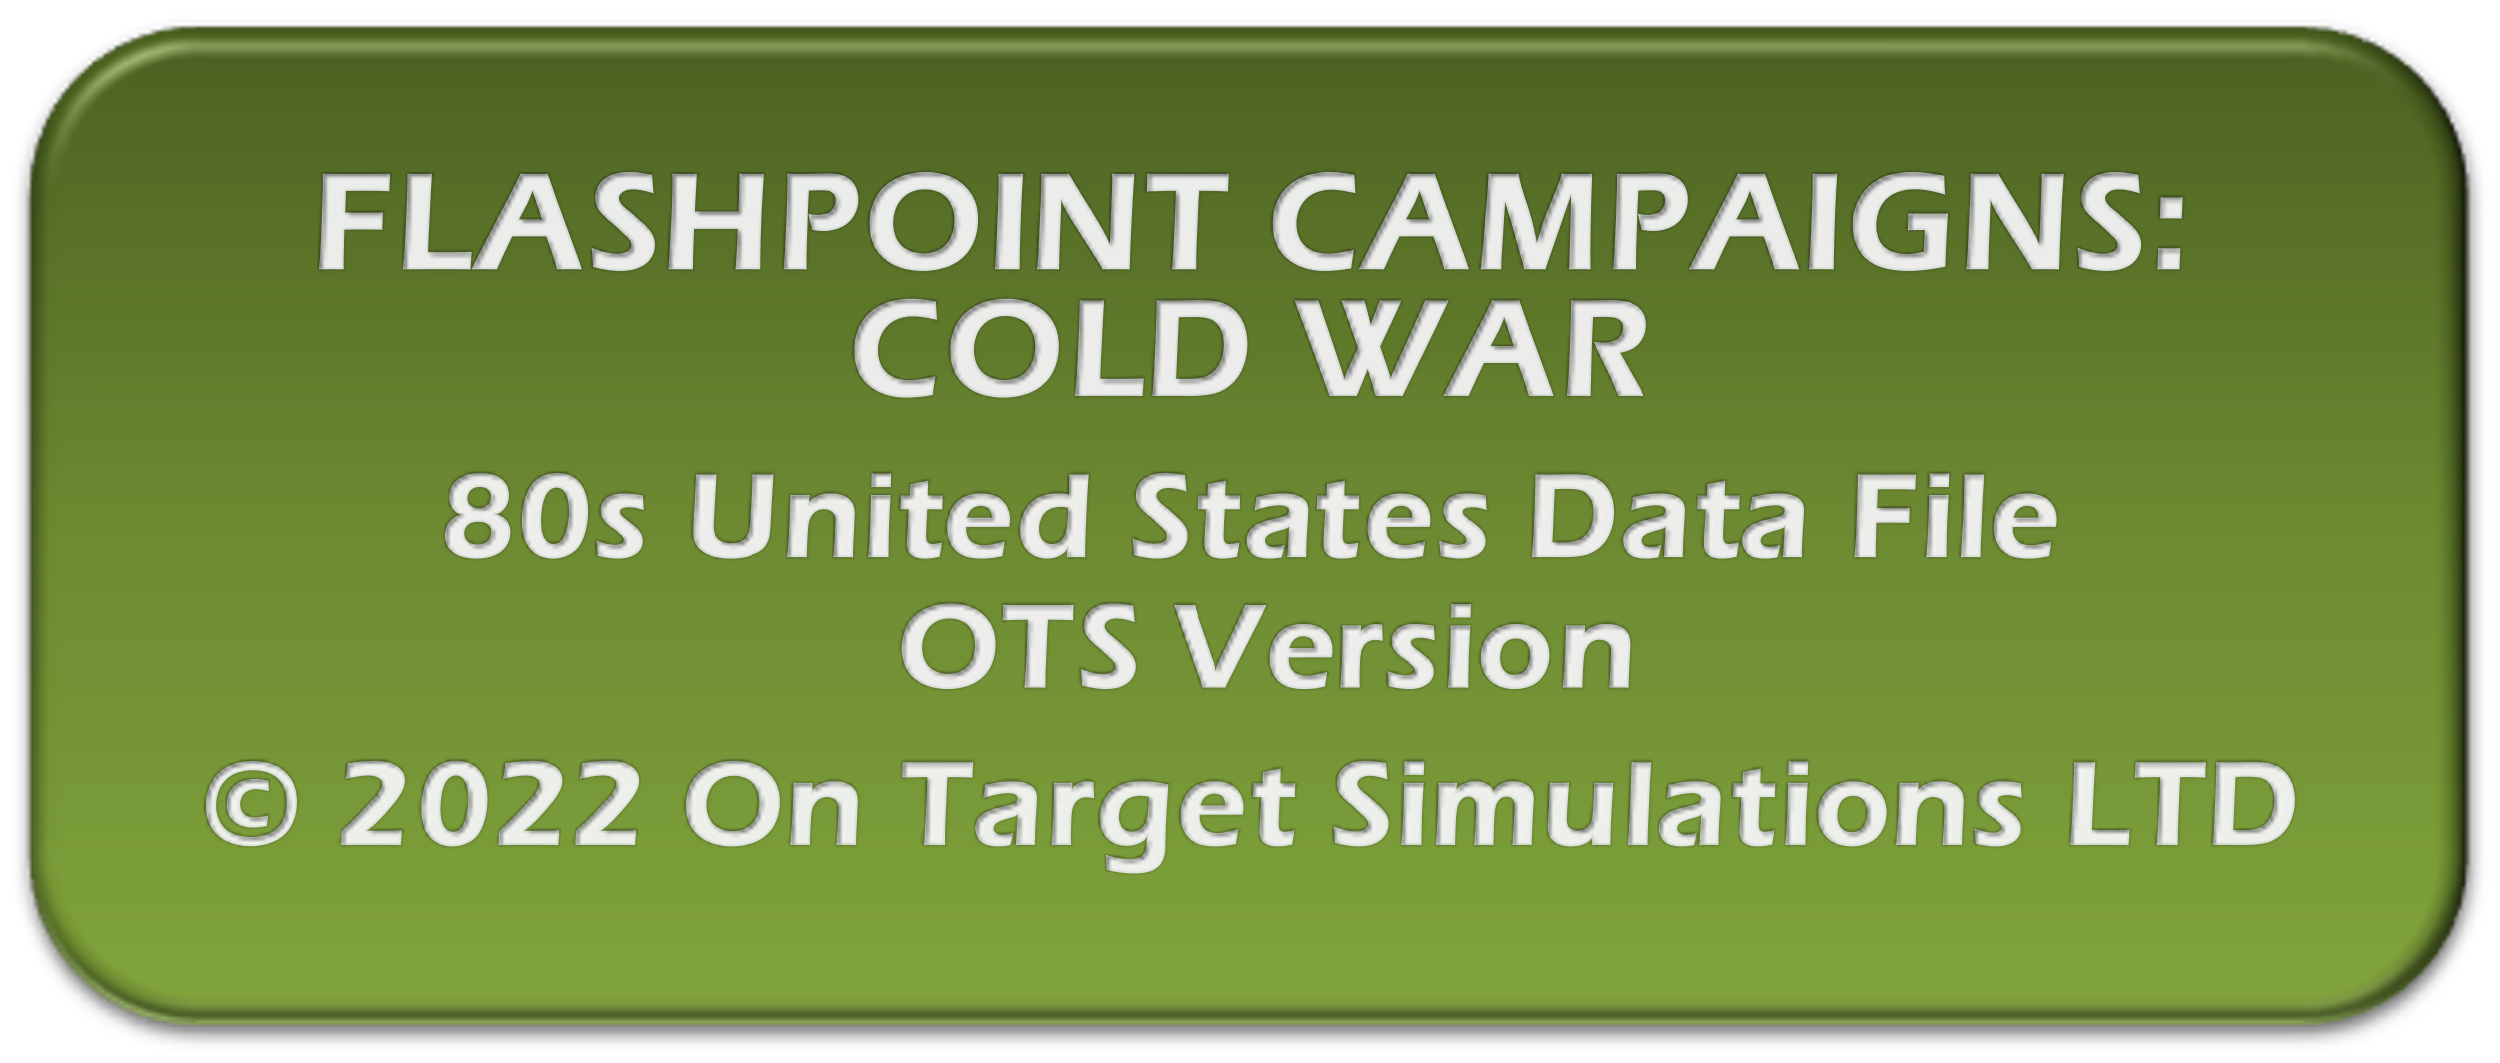 FLASHPOINT CAMPAIGNS:
COLD WAR
80s United States Data File
OTS Version
© 2022 On Target Simulations LTD